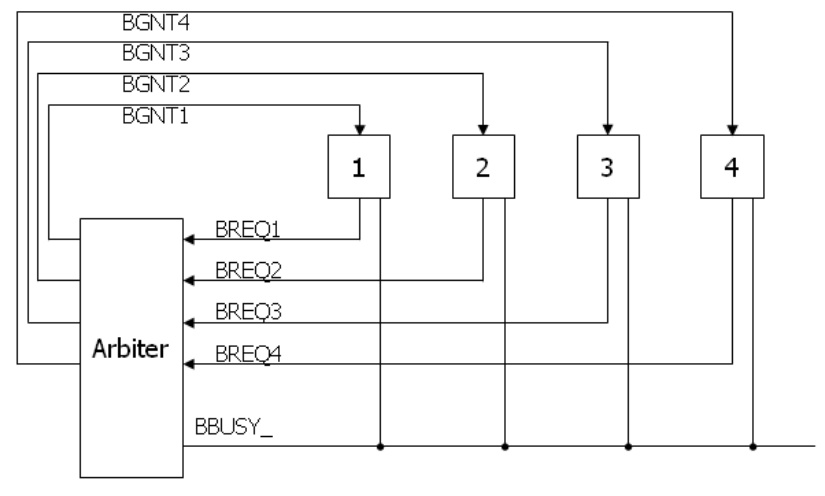 BGNT4
BGNT3
BGNT2
BGNT1
1 2 3 4
BREQ1
BREQ2
BREQ3
Arbiter
BREQ4
BBUSY_